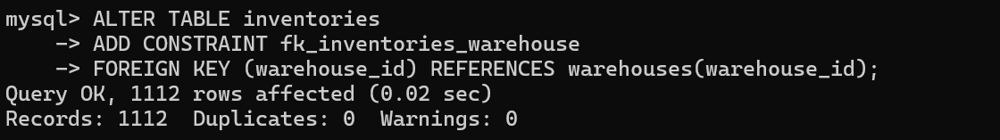 mysql> ALTER TABLE inventories
    -> ADD CONSTRAINT fk_inventories_warehouse
    -> FOREIGN KEY (warehouse_id) REFERENCES warehouses(warehouse_id);
Query OK, 1112 rows affected (0.02 sec)
Records: 1112  Duplicates: 0  Warnings: 0